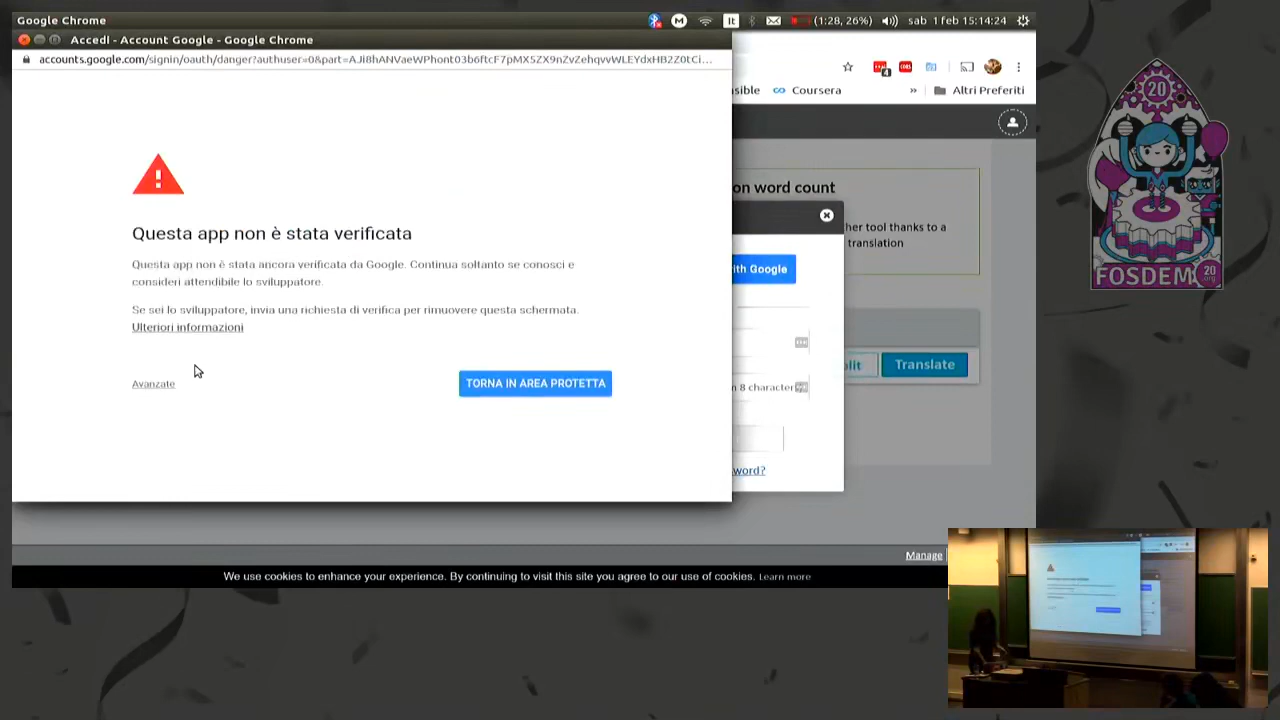 Google Chrome
It
(1:28, 26%)
sab 1 feb 15:14:24
Accedi - Account Google - Google Chrome
accounts.google.com/signin/oauth/danger?authuser=0&part=
4
CORS
Coursera
»
Altri Preferiti
Questa app non è stata verificata
Questa app non è stata ancora verificata da Google. Continua soltanto se conosci e
consideri attendibile lo sviluppatore.
Se sei lo sviluppatore, invia una richiesta di verifica per rimuovere questa schermata.
Ulteriori informazioni
Avanzate
TORNA IN AREA PROTETTA
on word count
her tool thanks to a
translation
ith Google
n 8 character
Translate
word?
Manage
We use cookies to enhance your experience. By continuing to visit this site you agree to our use of cookies. Learn more
20
FOSDEM
20
.org